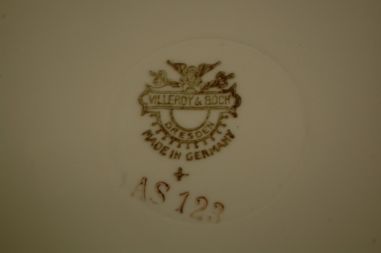 VILLEROY & BOCH
DRESDEN
MADE IN GERMANY
AS 123